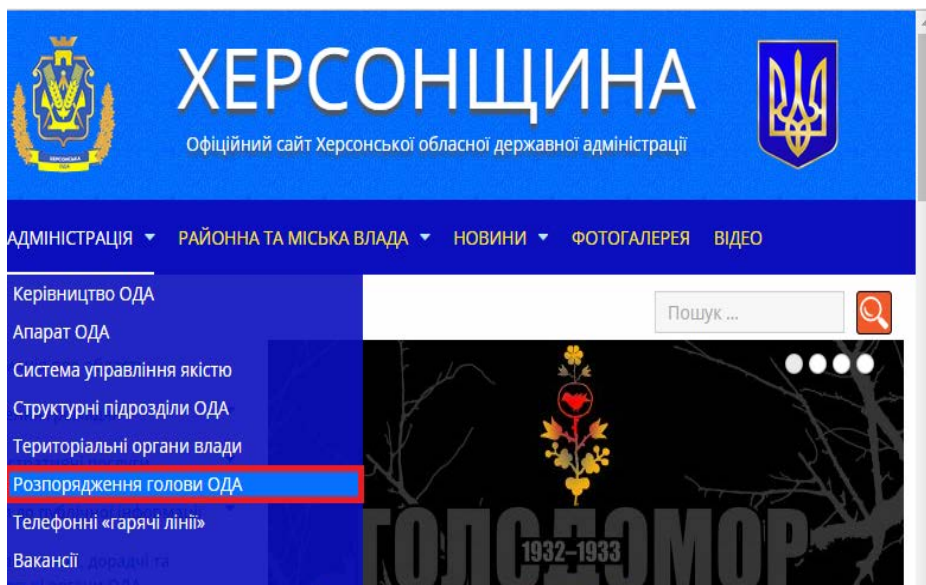 ХЕРСОНЩИНА
Офіційний сайт Херсонської обласної державної адміністрації
ХЕРСОНСЬКА
ОДА
АДМІНІСТРАЦІЯ РАЙОННА ТА МІСЬКА ВЛАДА НОВИНИ ФОТОГАЛЕРЕЯ ВІДЕО
Керівництво ОДА
Апарат ОДА
Система управління якістю
Структурні підрозділи ОДА
Територіальні органи влади
Розпорядження голови ОДА
Телефонні «гарячі лінії»
Вакансії
Пошук ...
ГОЛОДОМОР
1932–1933